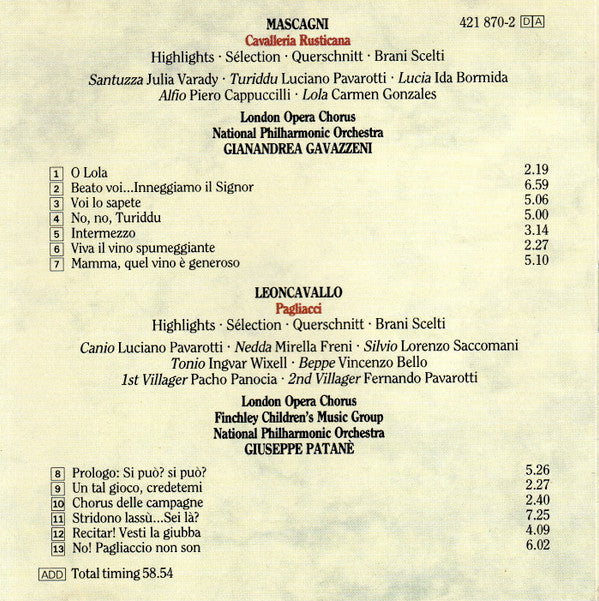 MASCAGNI 421 870-2 DA
Cavalleria Rusticana
Highlights · Sélection · Querschnitt · Brani Scelti
Santuzza Julia Varady · Turiddu Luciano Pavarotti · Lucia Ida Bormida
Alfio Piero Cappuccilli · Lola Carmen Gonzales
London Opera Chorus
National Philharmonic Orchestra
GIANANDREA GAVAZZENI
1 O Lola 2.19
2 Beato voi...Inneggiamo il Signor 6.59
3 Voi lo sapete 5.06
4 No, no, Turiddu 5.00
5 Intermezzo 3.14
6 Viva il vino spumeggiante 2.27
7 Mamma, quel vino è generoso 5.10
LEONCAVALLO
Pagliacci
Highlights · Sélection · Querschnitt · Brani Scelti
Canio Luciano Pavarotti · Nedda Mirella Freni · Silvio Lorenzo Saccomani
Tonio Ingvar Wixell · Beppe Vincenzo Bello
1st Villager Pacho Panocia · 2nd Villager Fernando Pavarotti
London Opera Chorus
Finchley Children's Music Group
National Philharmonic Orchestra
GIUSEPPE PATANÈ
8 Prologo: Si può? si può? 5.26
9 Un tal gioco, credetemi 2.27
10 Chorus delle campagne 2.40
11 Stridono lassù...Sei là? 7.25
12 Recitar! Vesti la giubba 4.09
13 No! Pagliaccio non son 6.02
ADD Total timing 58.54